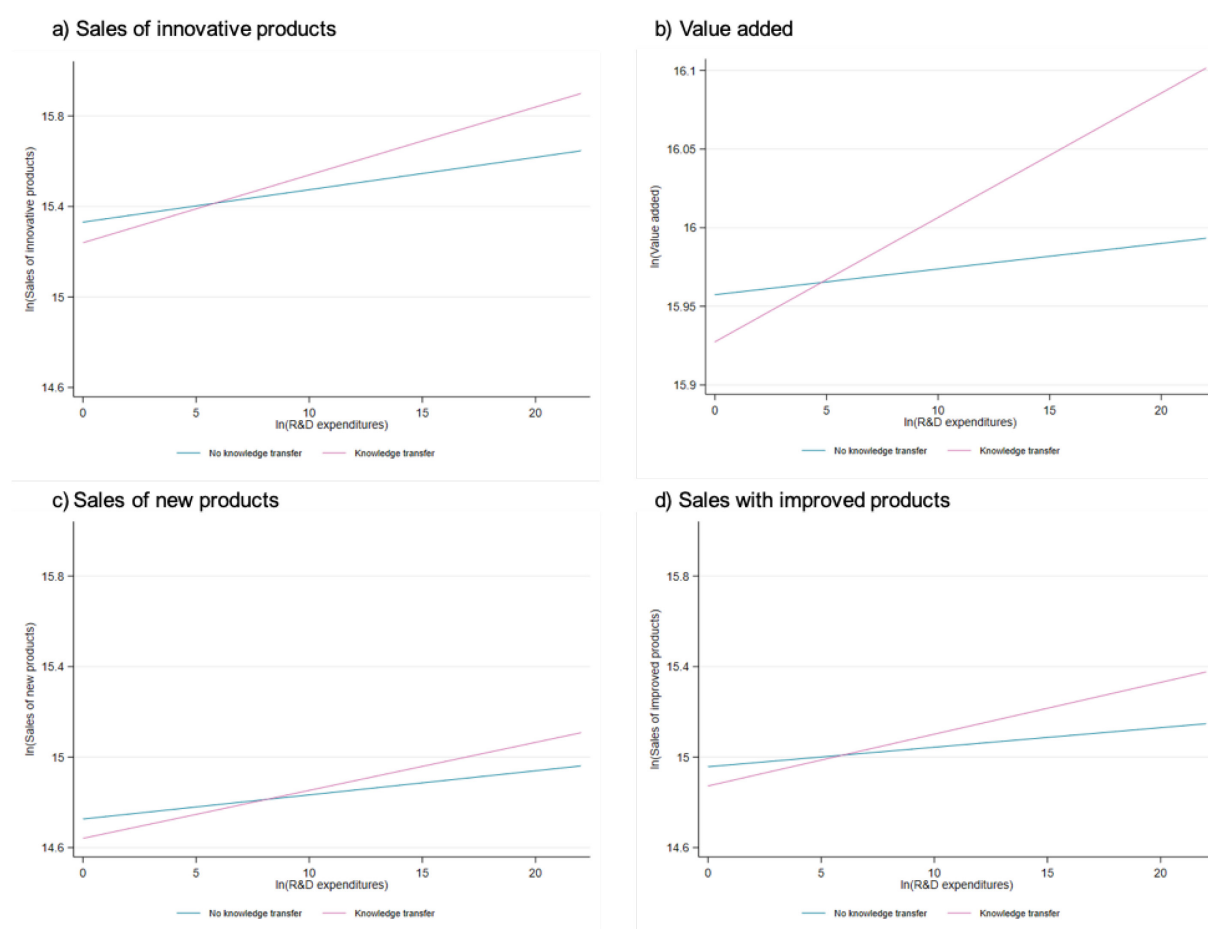 a) Sales of innovative products
ln(Sales of innovative products)
15.8
15.4
15
14.6
0 5 10 15 20
ln(R&D expenditures)
No knowledge transfer Knowledge transfer
b) Value added
ln(Value added)
16.1
16.05
16
15.95
15.9
0 5 10 15 20
ln(R&D expenditures)
No knowledge transfer Knowledge transfer
c) Sales of new products
ln(Sales of new products)
15.8
15.4
15
14.6
0 5 10 15 20
ln(R&D expenditures)
No knowledge transfer Knowledge transfer
d) Sales with improved products
ln(Sales of improved products)
15.8
15.4
15
14.6
0 5 10 15 20
ln(R&D expenditures)
No knowledge transfer Knowledge transfer